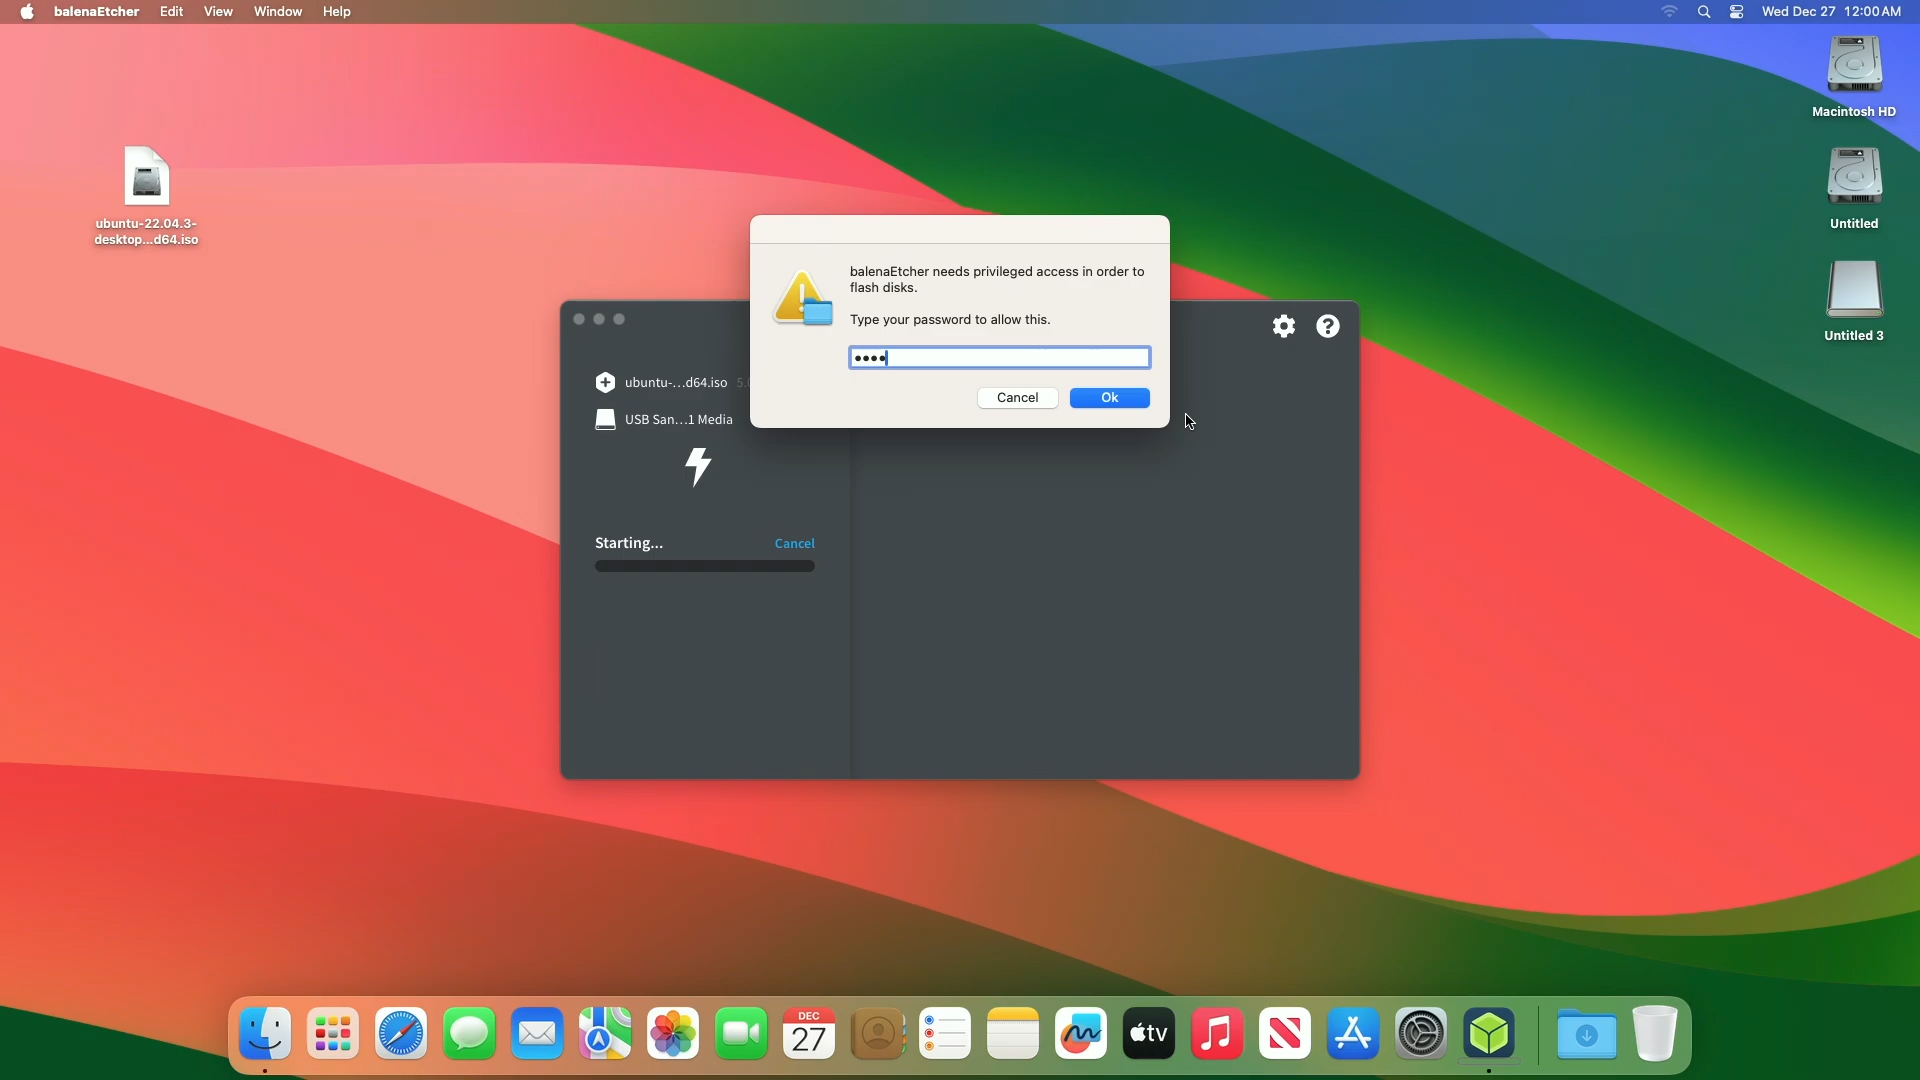 balenaEtcher Edit View Window Help
Wed Dec 27 12:00 AM
Macintosh HD
Untitled
Untitled 3
ubuntu-22.04.3-
desktop...d64.iso
balenaEtcher needs privileged access in order to
flash disks.
Type your password to allow this.
Cancel
Ok
ubuntu-...d64.iso
USB San...1 Media
Starting...
Cancel
DEC
27
tv